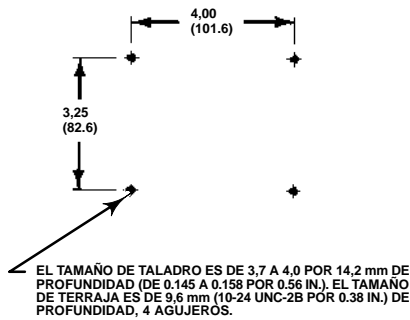 4,00
(101.6)
3,25
(82.6)
EL TAMAÑO DE TALADRO ES DE 3,7 A 4,0 POR 14,2 mm DE
PROFUNDIDAD (DE 0.145 A 0.158 POR 0.56 IN.). EL TAMAÑO
DE TERRAJA ES DE 9,6 mm (10-24 UNC-2B POR 0.38 IN.) DE
PROFUNDIDAD, 4 AGUJEROS.